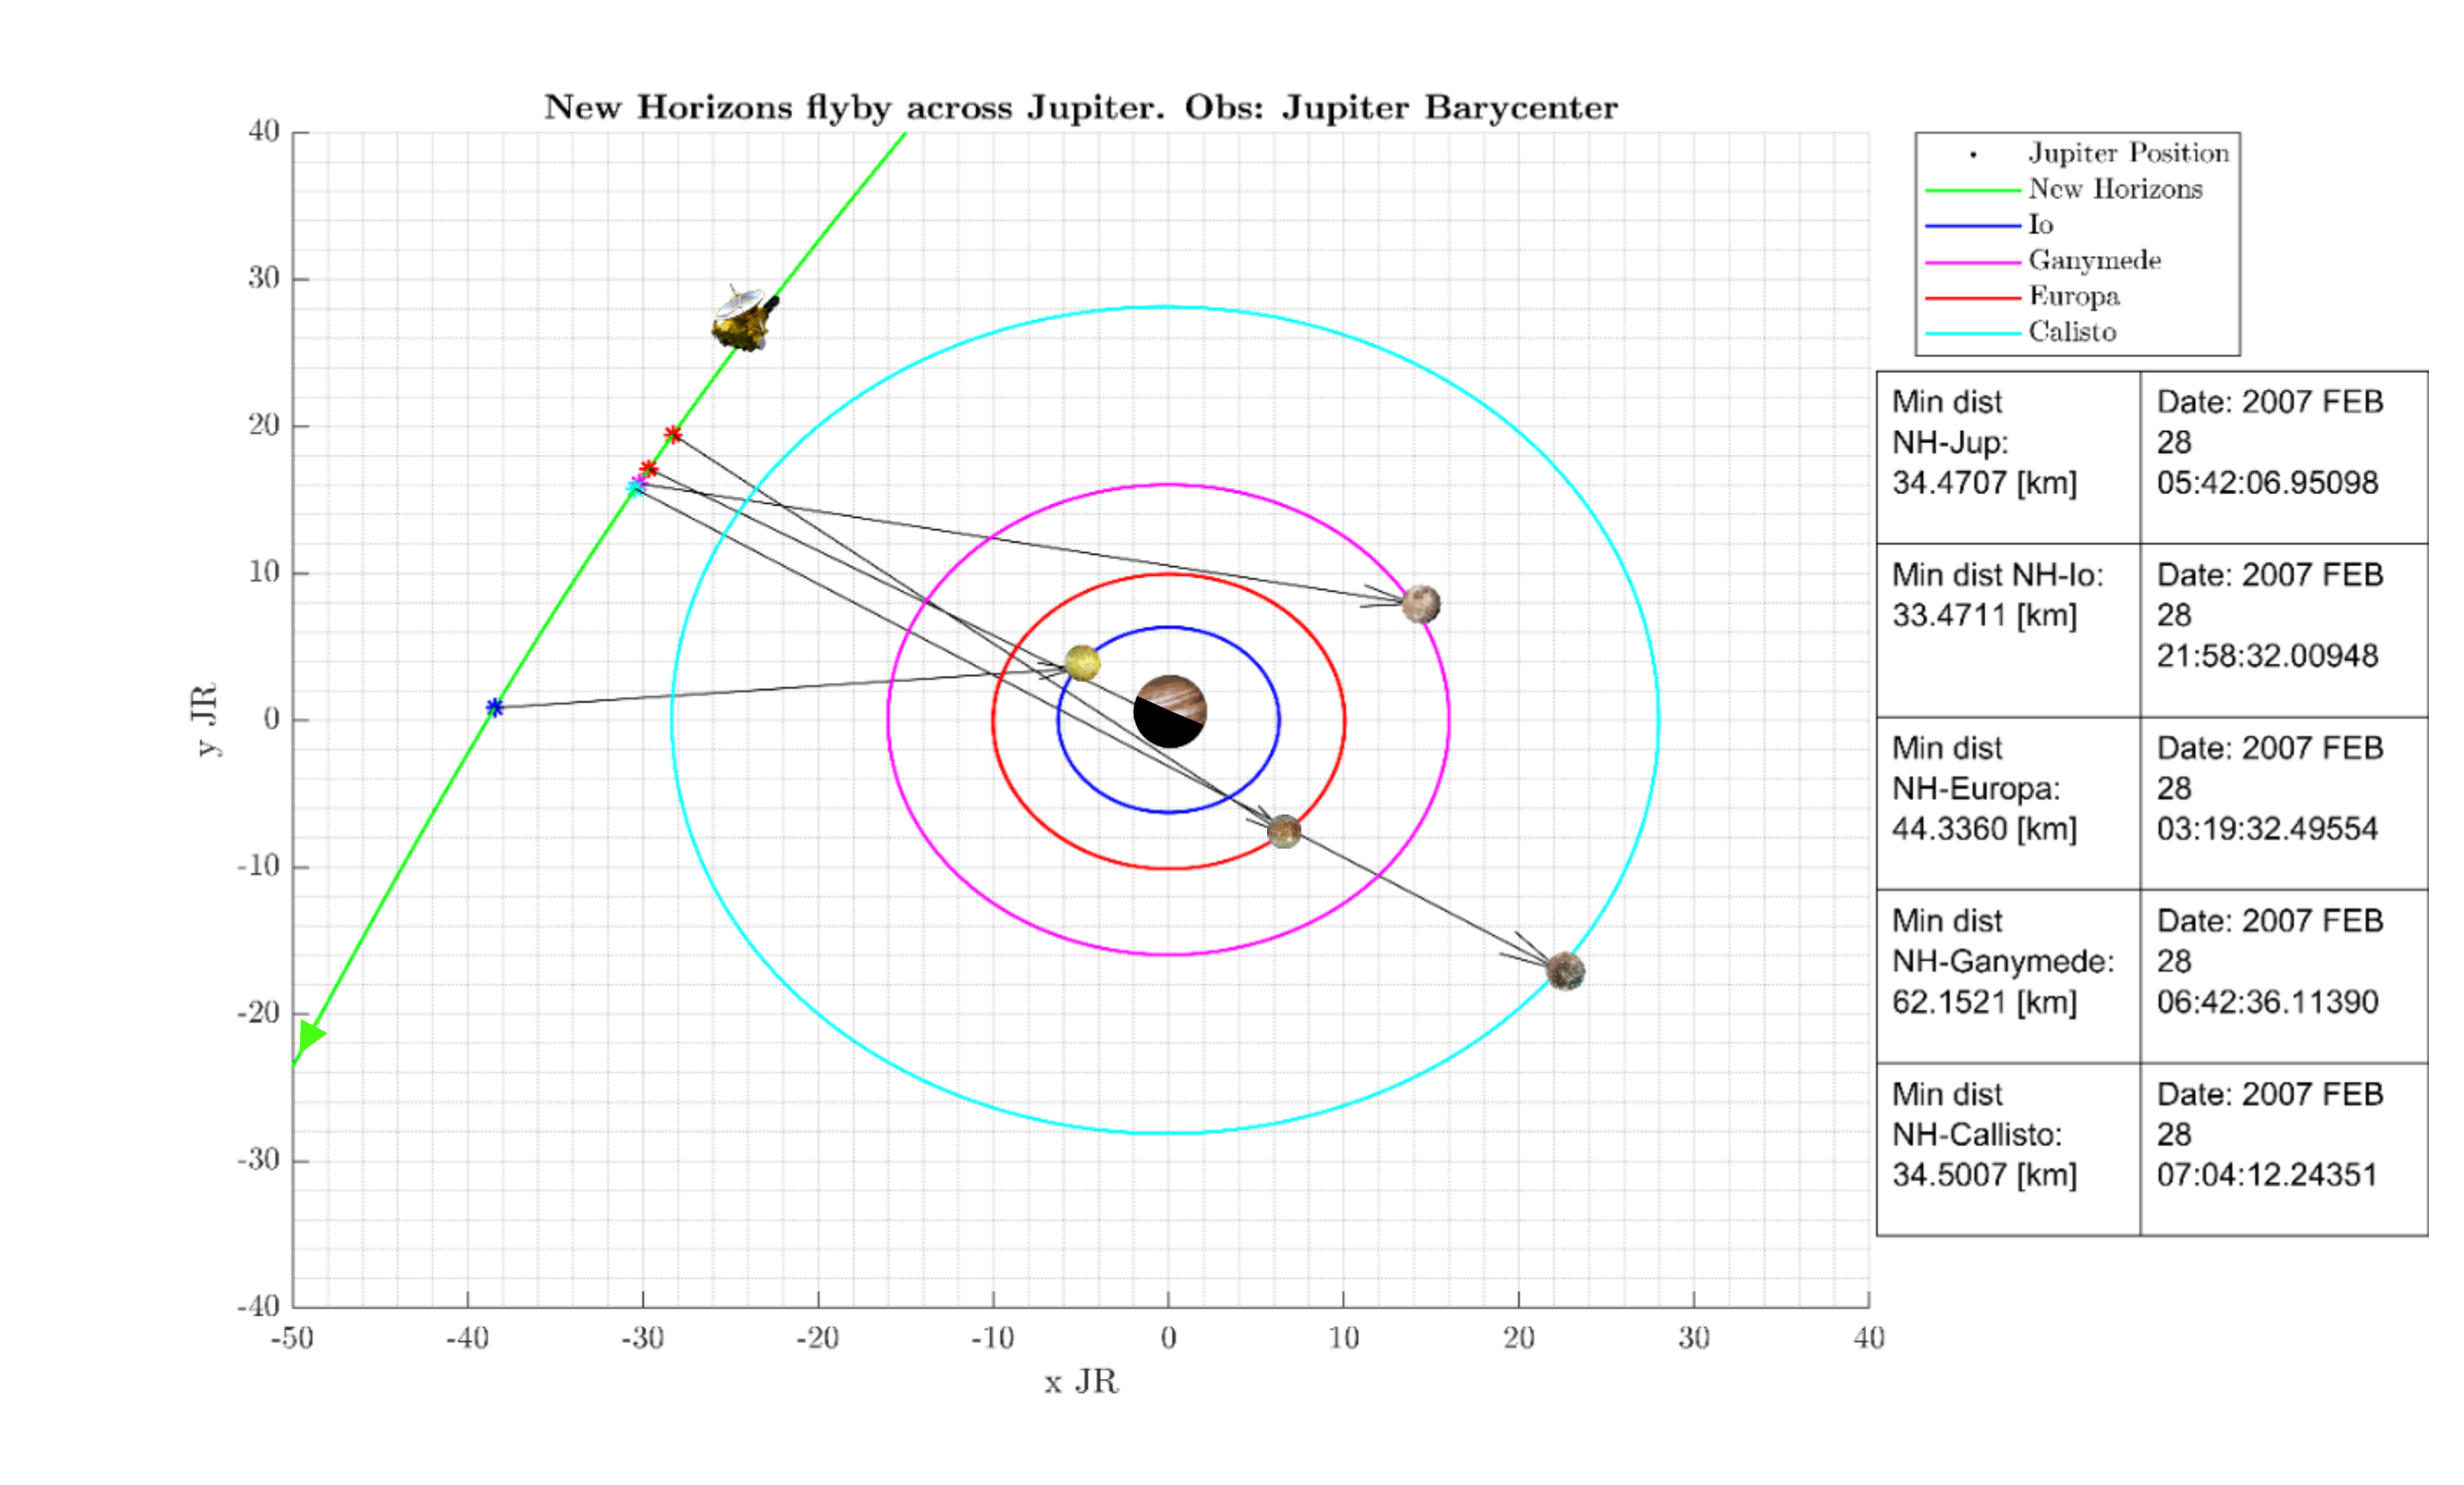 New Horizons flyby across Jupiter. Obs: Jupiter Barycenter
40
30
20
10
0
-10
-20
-30
-40
y JR
-50 -40 -30 -20 -10 0 10 20 30 40
x JR
Jupiter Position
New Horizons
Io
Ganymede
Europa
Calisto
Min dist
NH-Jup:
34.4707 [km]
Date: 2007 FEB
28
05:42:06.95098
Min dist NH-Io:
33.4711 [km]
Date: 2007 FEB
28
21:58:32.00948
Min dist
NH-Europa:
44.3360 [km]
Date: 2007 FEB
28
03:19:32.49554
Min dist
NH-Ganymede:
62.1521 [km]
Date: 2007 FEB
28
06:42:36.11390
Min dist
NH-Callisto:
34.5007 [km]
Date: 2007 FEB
28
07:04:12.24351